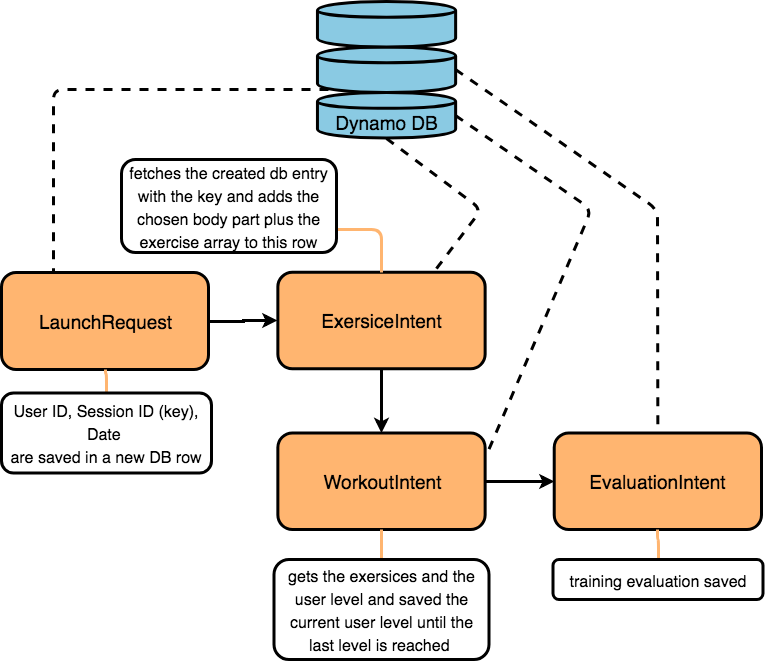 Dynamo DB
fetches the created db entry
with the key and adds the
chosen body part plus the
exercise array to this row
LaunchRequest
ExersiceIntent
User ID, Session ID (key),
Date
are saved in a new DB row
WorkoutIntent
EvaluationIntent
gets the exersices and the
user level and saved the
current user level until the
last level is reached
training evaluation saved